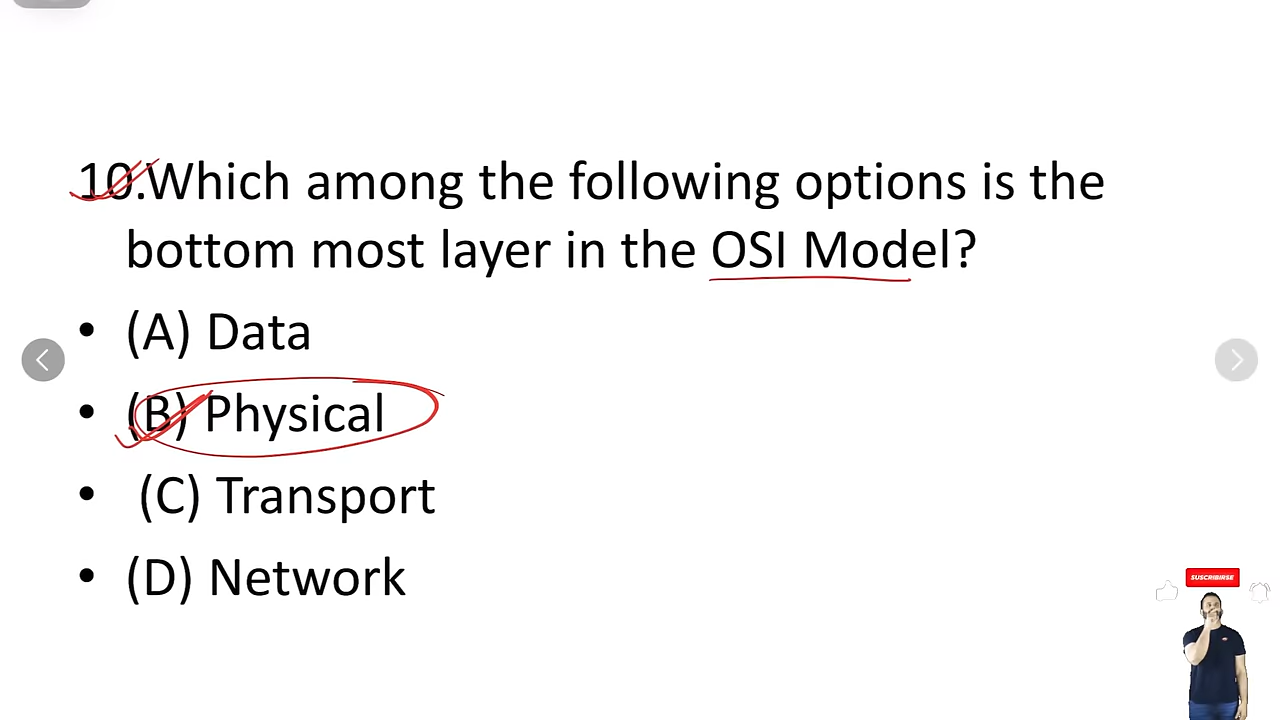 10.Which among the following options is the
bottom most layer in the OSI Model?
• (A) Data
• (B) Physical
• (C) Transport
• (D) Network
SUSCRIBIRSE